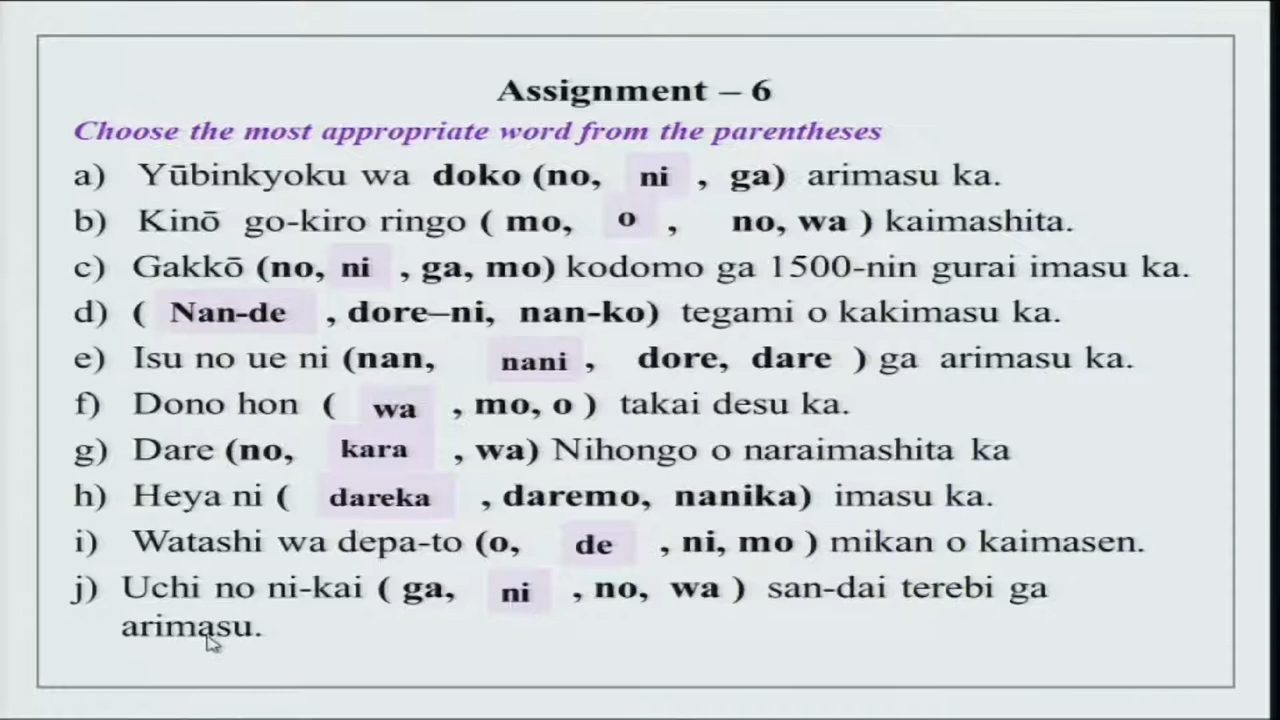 Assignment – 6
Choose the most appropriate word from the parentheses
a) Yūbinkyoku wa doko (no, ni , ga) arimasu ka.
b) Kinō go-kiro ringo ( mo, o , no, wa ) kaimashita.
c) Gakkō (no, ni , ga, mo) kodomo ga 1500-nin gurai imasu ka.
d) ( Nan-de , dore–ni, nan-ko) tegami o kakimasu ka.
e) Isu no ue ni (nan, nani , dore, dare ) ga arimasu ka.
f) Dono hon ( wa , mo, o ) takai desu ka.
g) Dare (no, kara , wa) Nihongo o naraimashita ka
h) Heya ni ( dareka , daremo, nanika) imasu ka.
i) Watashi wa depa-to (o, de , ni, mo ) mikan o kaimasen.
j) Uchi no ni-kai ( ga, ni , no, wa ) san-dai terebi ga
arimasu.